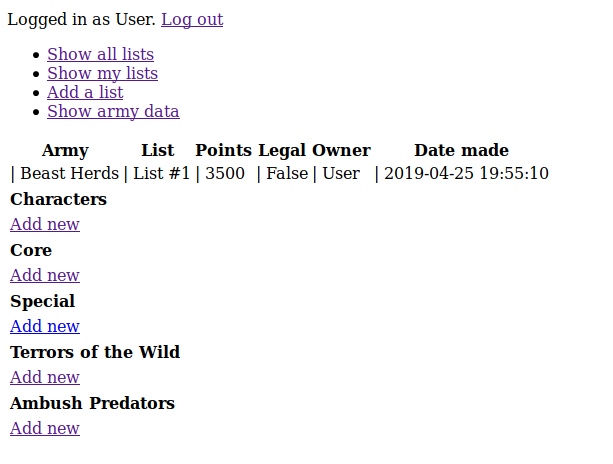 Logged in as User. Log out
Show all lists
Show my lists
Add a list
Show army data
Army List Points Legal Owner Date made
| Beast Herds | List #1 | 3500 | False | User | 2019-04-25 19:55:10
Characters
Add new
Core
Add new
Special
Add new
Terrors of the Wild
Add new
Ambush Predators
Add new